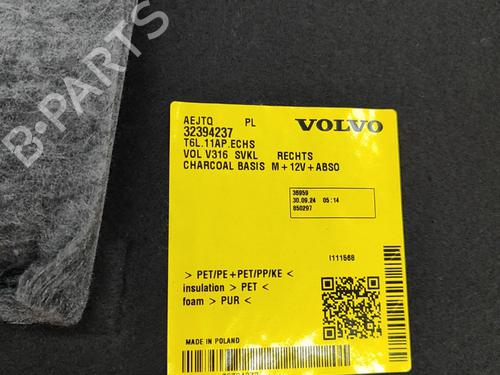 B-PARTS
AEJTQ PL
32394237
VOLVO
T6L.11AP.ECHS
VOL V316 SVKL RECHTS
CHARCOAL BASIS M+12V+ABSO
36959
30.09.24 05:14
850297
I111568
> PET/PE+PET/PP/KE <
insulation > PET <
foam > PUR <
MADE IN POLAND